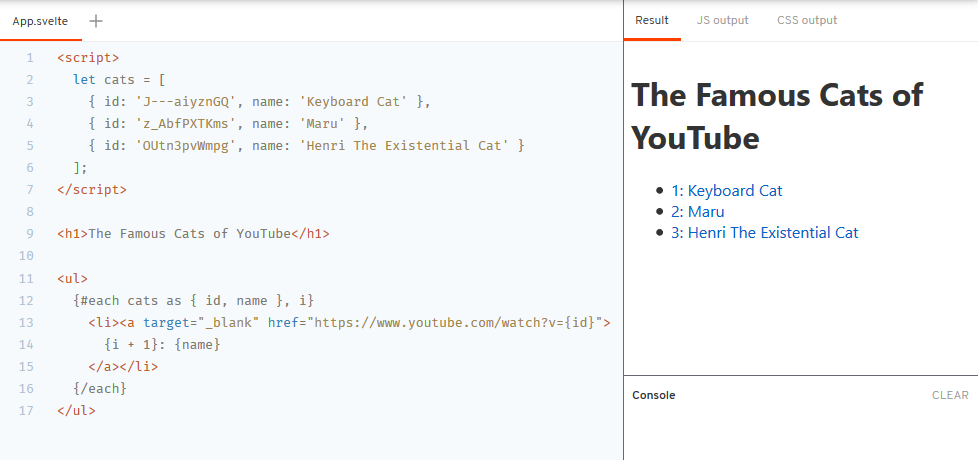 App.svelte +
1 <script>
2 let cats = [
3 { id: 'J---aiyznGQ', name: 'Keyboard Cat' },
4 { id: 'z_AbfPXTKms', name: 'Maru' },
5 { id: 'OUtn3pvWmpg', name: 'Henri The Existential Cat' }
6 ];
7 </script>
8
9 <h1>The Famous Cats of YouTube</h1>
10
11 <ul>
12 {#each cats as { id, name }, i}
13 <li><a target="_blank" href="https://www.youtube.com/watch?v={id}">
14 {i + 1}: {name}
15 </a></li>
16 {/each}
17 </ul>
Result JS output CSS output
The Famous Cats of
YouTube
• 1: Keyboard Cat
• 2: Maru
• 3: Henri The Existential Cat
Console CLEAR